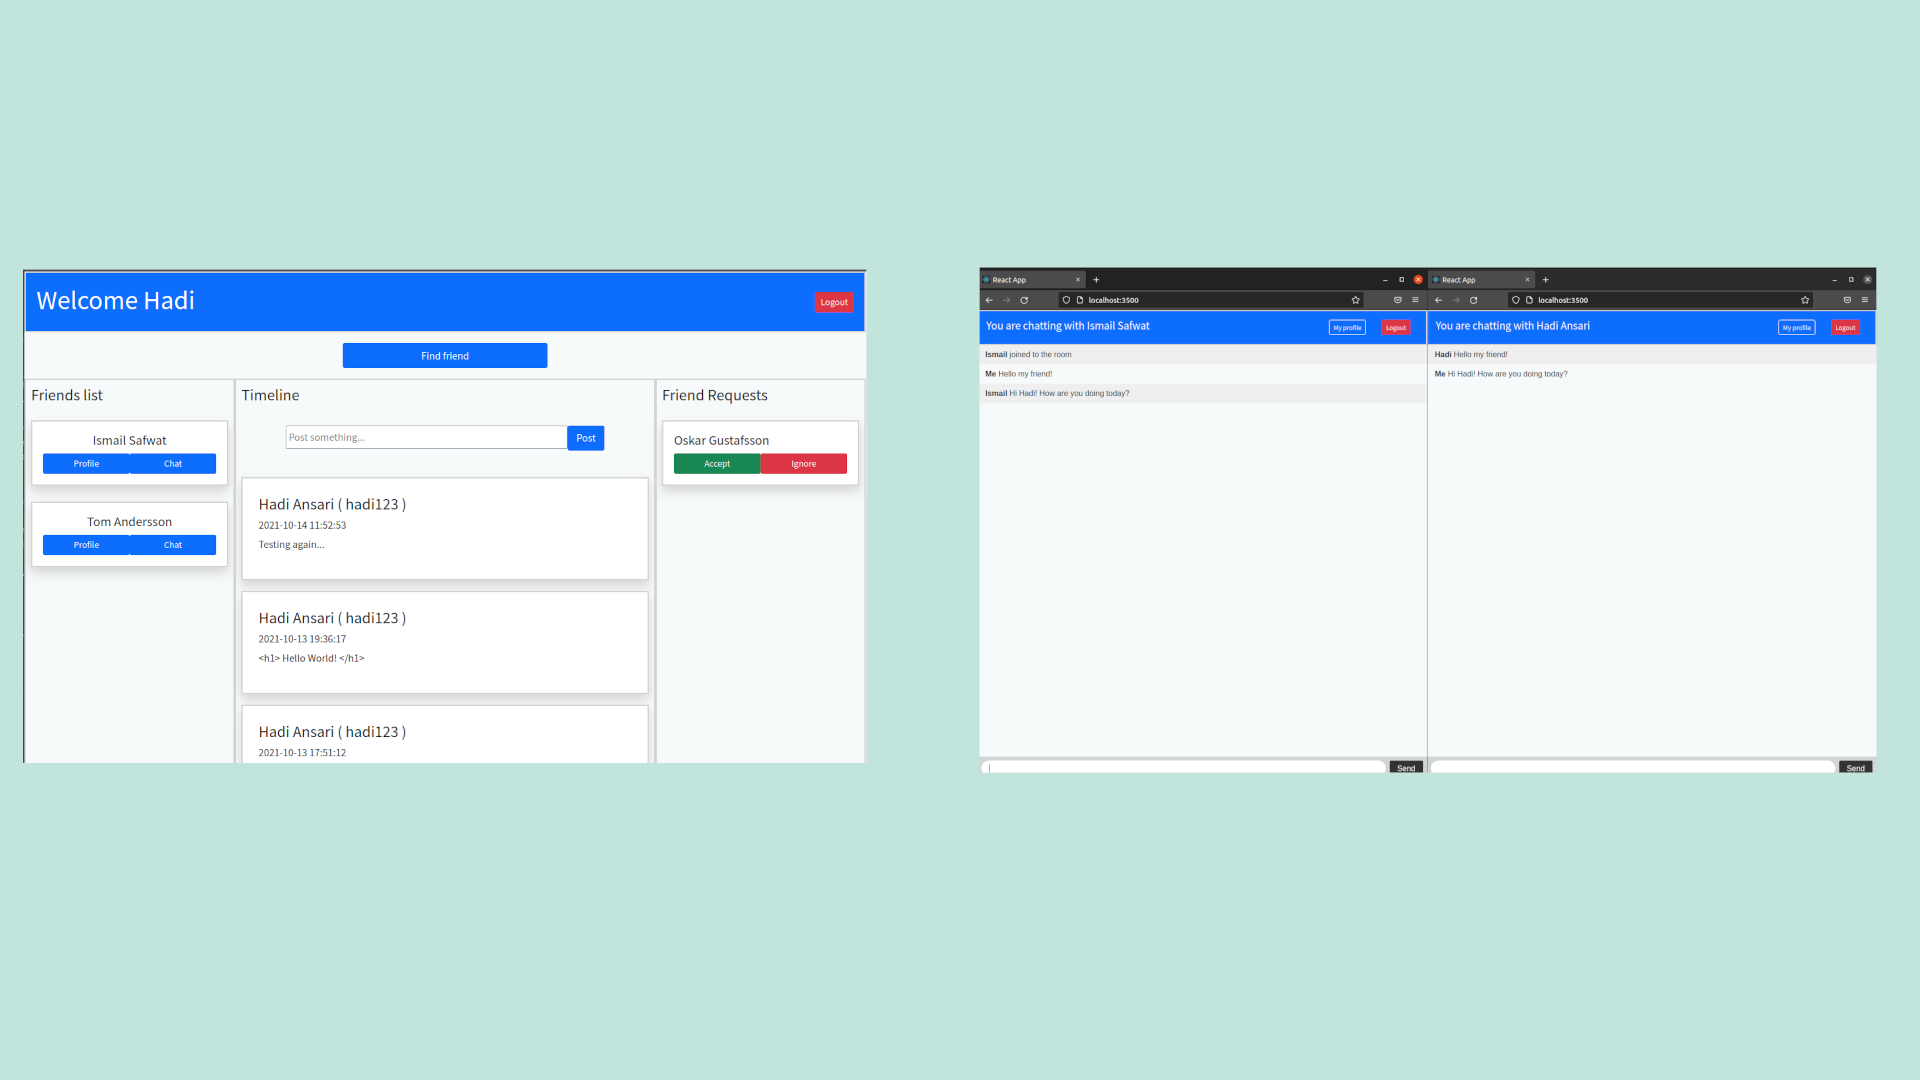 Welcome Hadi
Logout
Find friend
Friends list
Ismail Safwat
Profile Chat
Tom Andersson
Profile Chat
Timeline
Post something... Post
Hadi Ansari ( hadi123 )
2021-10-14 11:52:53
Testing again...
Hadi Ansari ( hadi123 )
2021-10-13 19:36:17
<h1> Hello World! </h1>
Hadi Ansari ( hadi123 )
2021-10-13 17:51:12
Friend Requests
Oskar Gustafsson
Accept Ignore
React App
localhost:3500
You are chatting with Ismail Safwat My profile Logout
Ismail joined to the room
Me Hello my friend!
Ismail Hi Hadi! How are you doing today?
Send
React App
localhost:3500
You are chatting with Hadi Ansari My profile Logout
Hadi Hello my friend!
Me Hi Hadi! How are you doing today?
Send